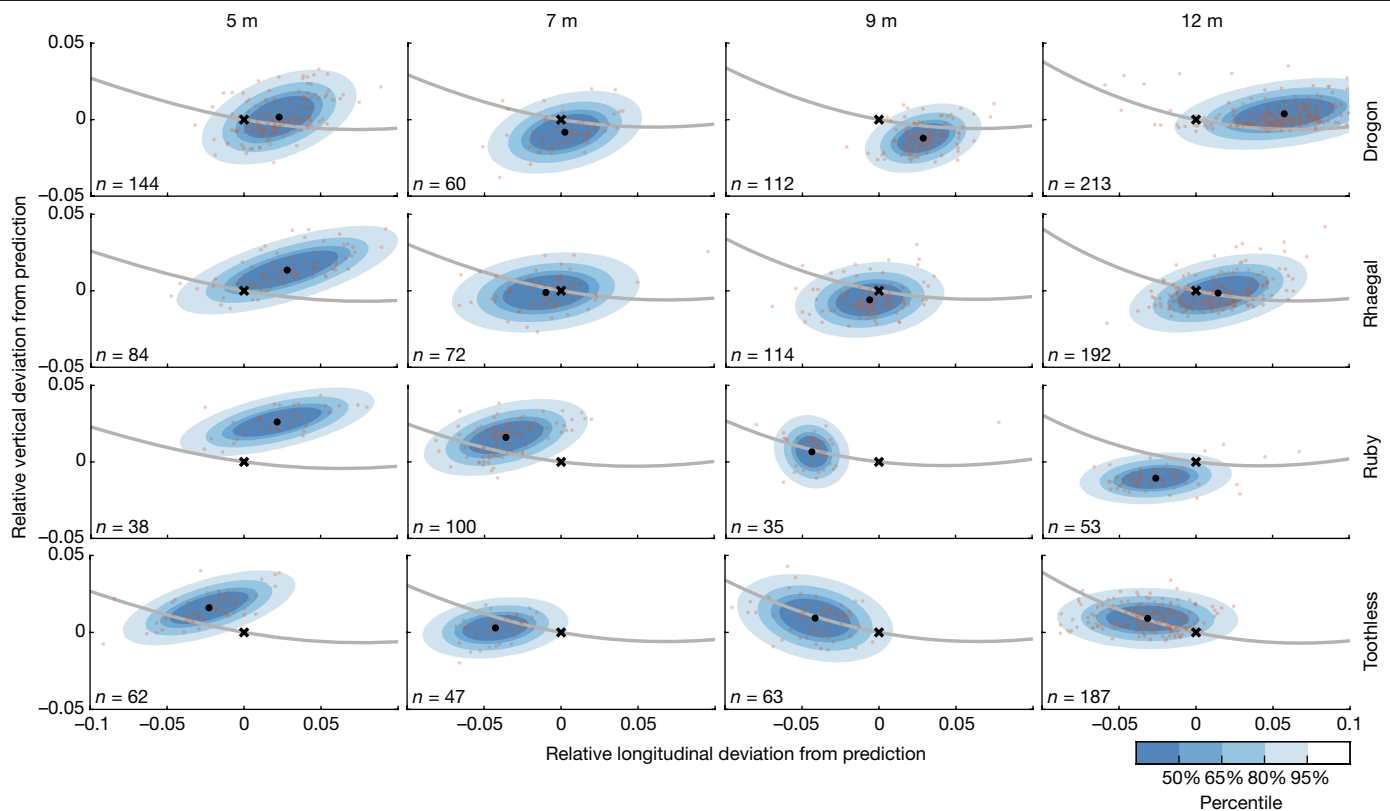 5 m 7 m 9 m 12 m
0.05
0
−0.05
n = 144 n = 60 n = 112 n = 213
Drogon
0.05
0
−0.05
n = 84 n = 72 n = 114 n = 192
Rhaegal
0.05
0
−0.05
n = 38 n = 100 n = 35 n = 53
Ruby
0.05
0
−0.05
n = 62 n = 47 n = 63 n = 187
Toothless
Relative vertical deviation from prediction
−0.1 −0.05 0 0.05 −0.05 0 0.05 −0.05 0 0.05 −0.05 0 0.05 0.1
Relative longitudinal deviation from prediction
50% 65% 80% 95%
Percentile